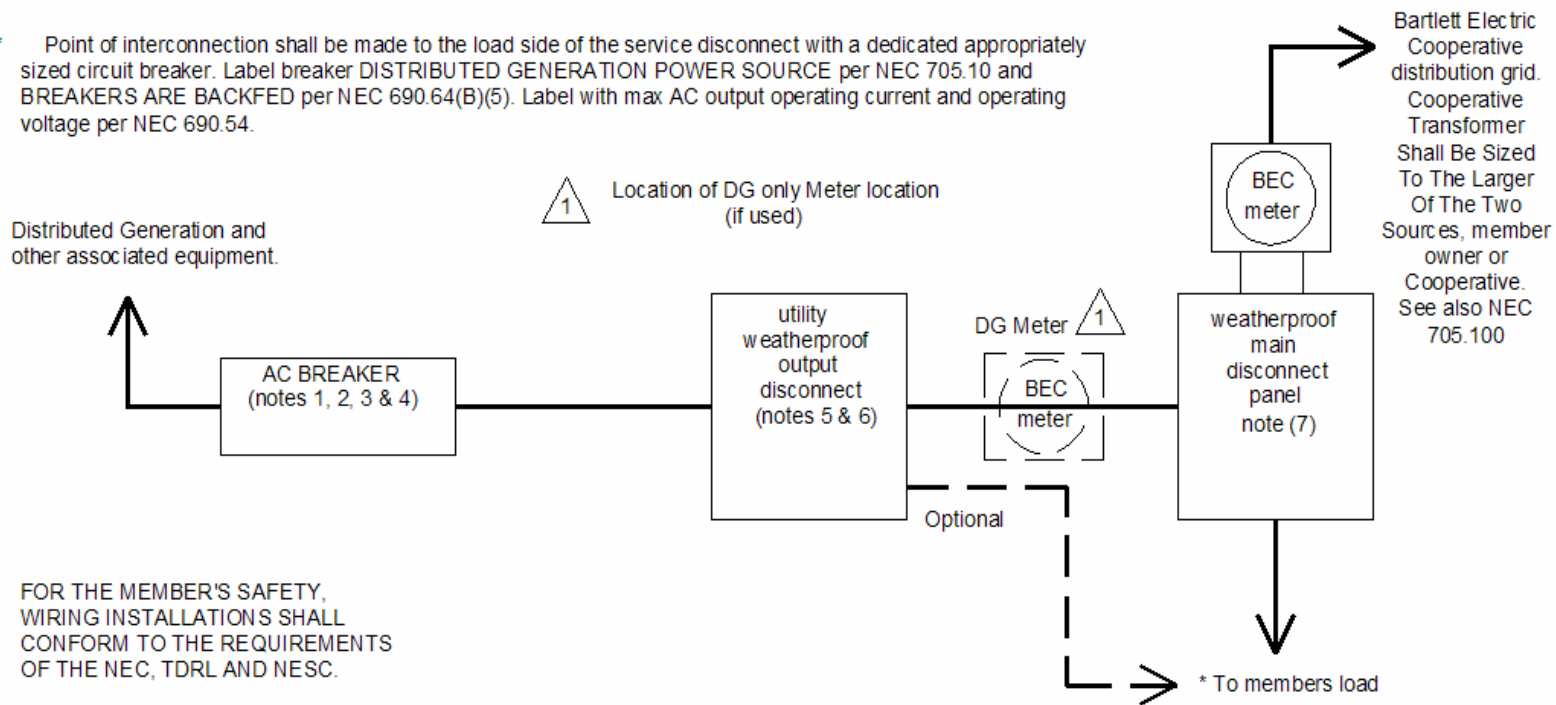 * Point of interconnection shall be made to the load side of the service disconnect with a dedicated appropriately
sized circuit breaker. Label breaker DISTRIBUTED GENERATION POWER SOURCE per NEC 705.10 and
BREAKERS ARE BACKFED per NEC 690.64(B)(5). Label with max AC output operating current and operating
voltage per NEC 690.54.
Bartlett Electric
Cooperative
distribution grid.
Cooperative
Transformer
Shall Be Sized
To The Larger
Of The Two
Sources, member
owner or
Cooperative.
See also NEC
705.100
1
Location of DG only Meter location
(if used)
BEC
meter
Distributed Generation and
other associated equipment.
AC BREAKER
(notes 1, 2, 3 & 4)
utility
weatherproof
output
disconnect
(notes 5 & 6)
DG Meter
1
BEC
meter
weatherproof
main
disconnect
panel
note (7)
Optional
FOR THE MEMBER'S SAFETY,
WIRING INSTALLATIONS SHALL
CONFORM TO THE REQUIREMENTS
OF THE NEC, TDRL AND NESC.
* To members load